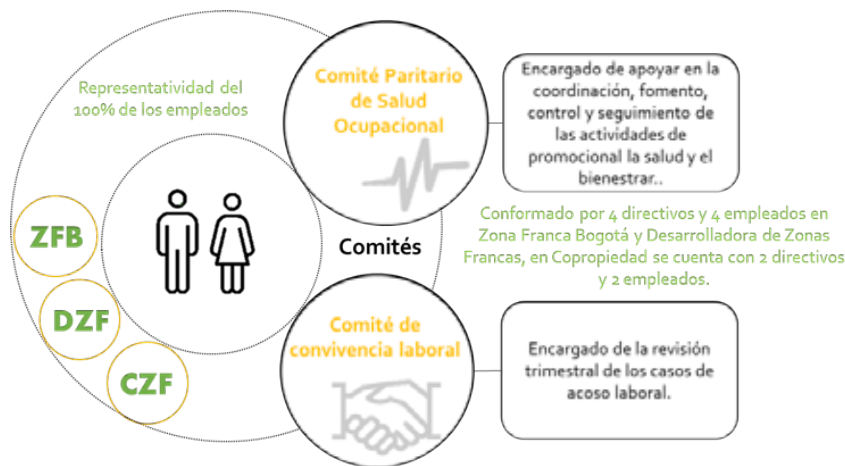 Representatividad del
100% de los empleados
ZFB
DZF
CZF
Comités
Comité Paritario
de Salud
Ocupacional
Encargado de apoyar en la
coordinación, fomento,
control y seguimiento de
las actividades de
promocional la salud y el
bienestrar..
Conformado por 4 directivos y 4 empleados en
Zona Franca Bogotá y Desarrolladora de Zonas
Francas, en Copropiedad se cuenta con 2 directivos
y 2 empleados.
Comité de
convivencia laboral
Encargado de la revisión
trimestral de los casos de
acoso laboral.